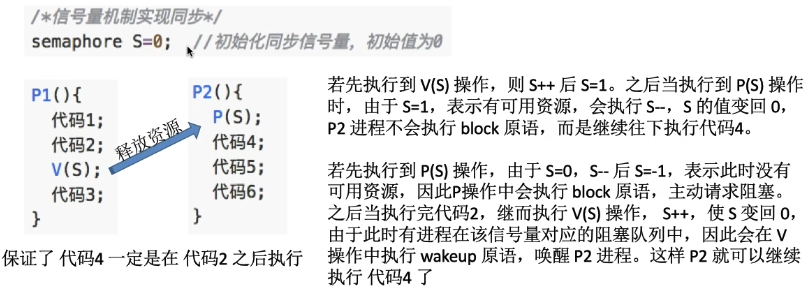 /*信号量机制实现同步*/
semaphore S=0; //初始化同步信号量，初始值为0
P1(){
代码1;
代码2;
V(S);
代码3;
}
释放资源
P2(){
P(S);
代码4;
代码5;
代码6;
}
保证了 代码4 一定是在 代码2 之后执行
若先执行到 V(S) 操作，则 S++ 后 S=1。之后当执行到 P(S) 操作
时，由于 S=1，表示有可用资源，会执行 S--，S 的值变回 0，
P2 进程不会执行 block 原语，而是继续往下执行代码4。
若先执行到 P(S) 操作，由于 S=0，S-- 后 S=-1，表示此时没有
可用资源，因此P操作中会执行 block 原语，主动请求阻塞。
之后当执行完代码2，继而执行 V(S) 操作， S++，使 S 变回 0，
由于此时有进程在该信号量对应的阻塞队列中，因此会在 V
操作中执行 wakeup 原语，唤醒 P2 进程。这样 P2 就可以继续
执行 代码4 了